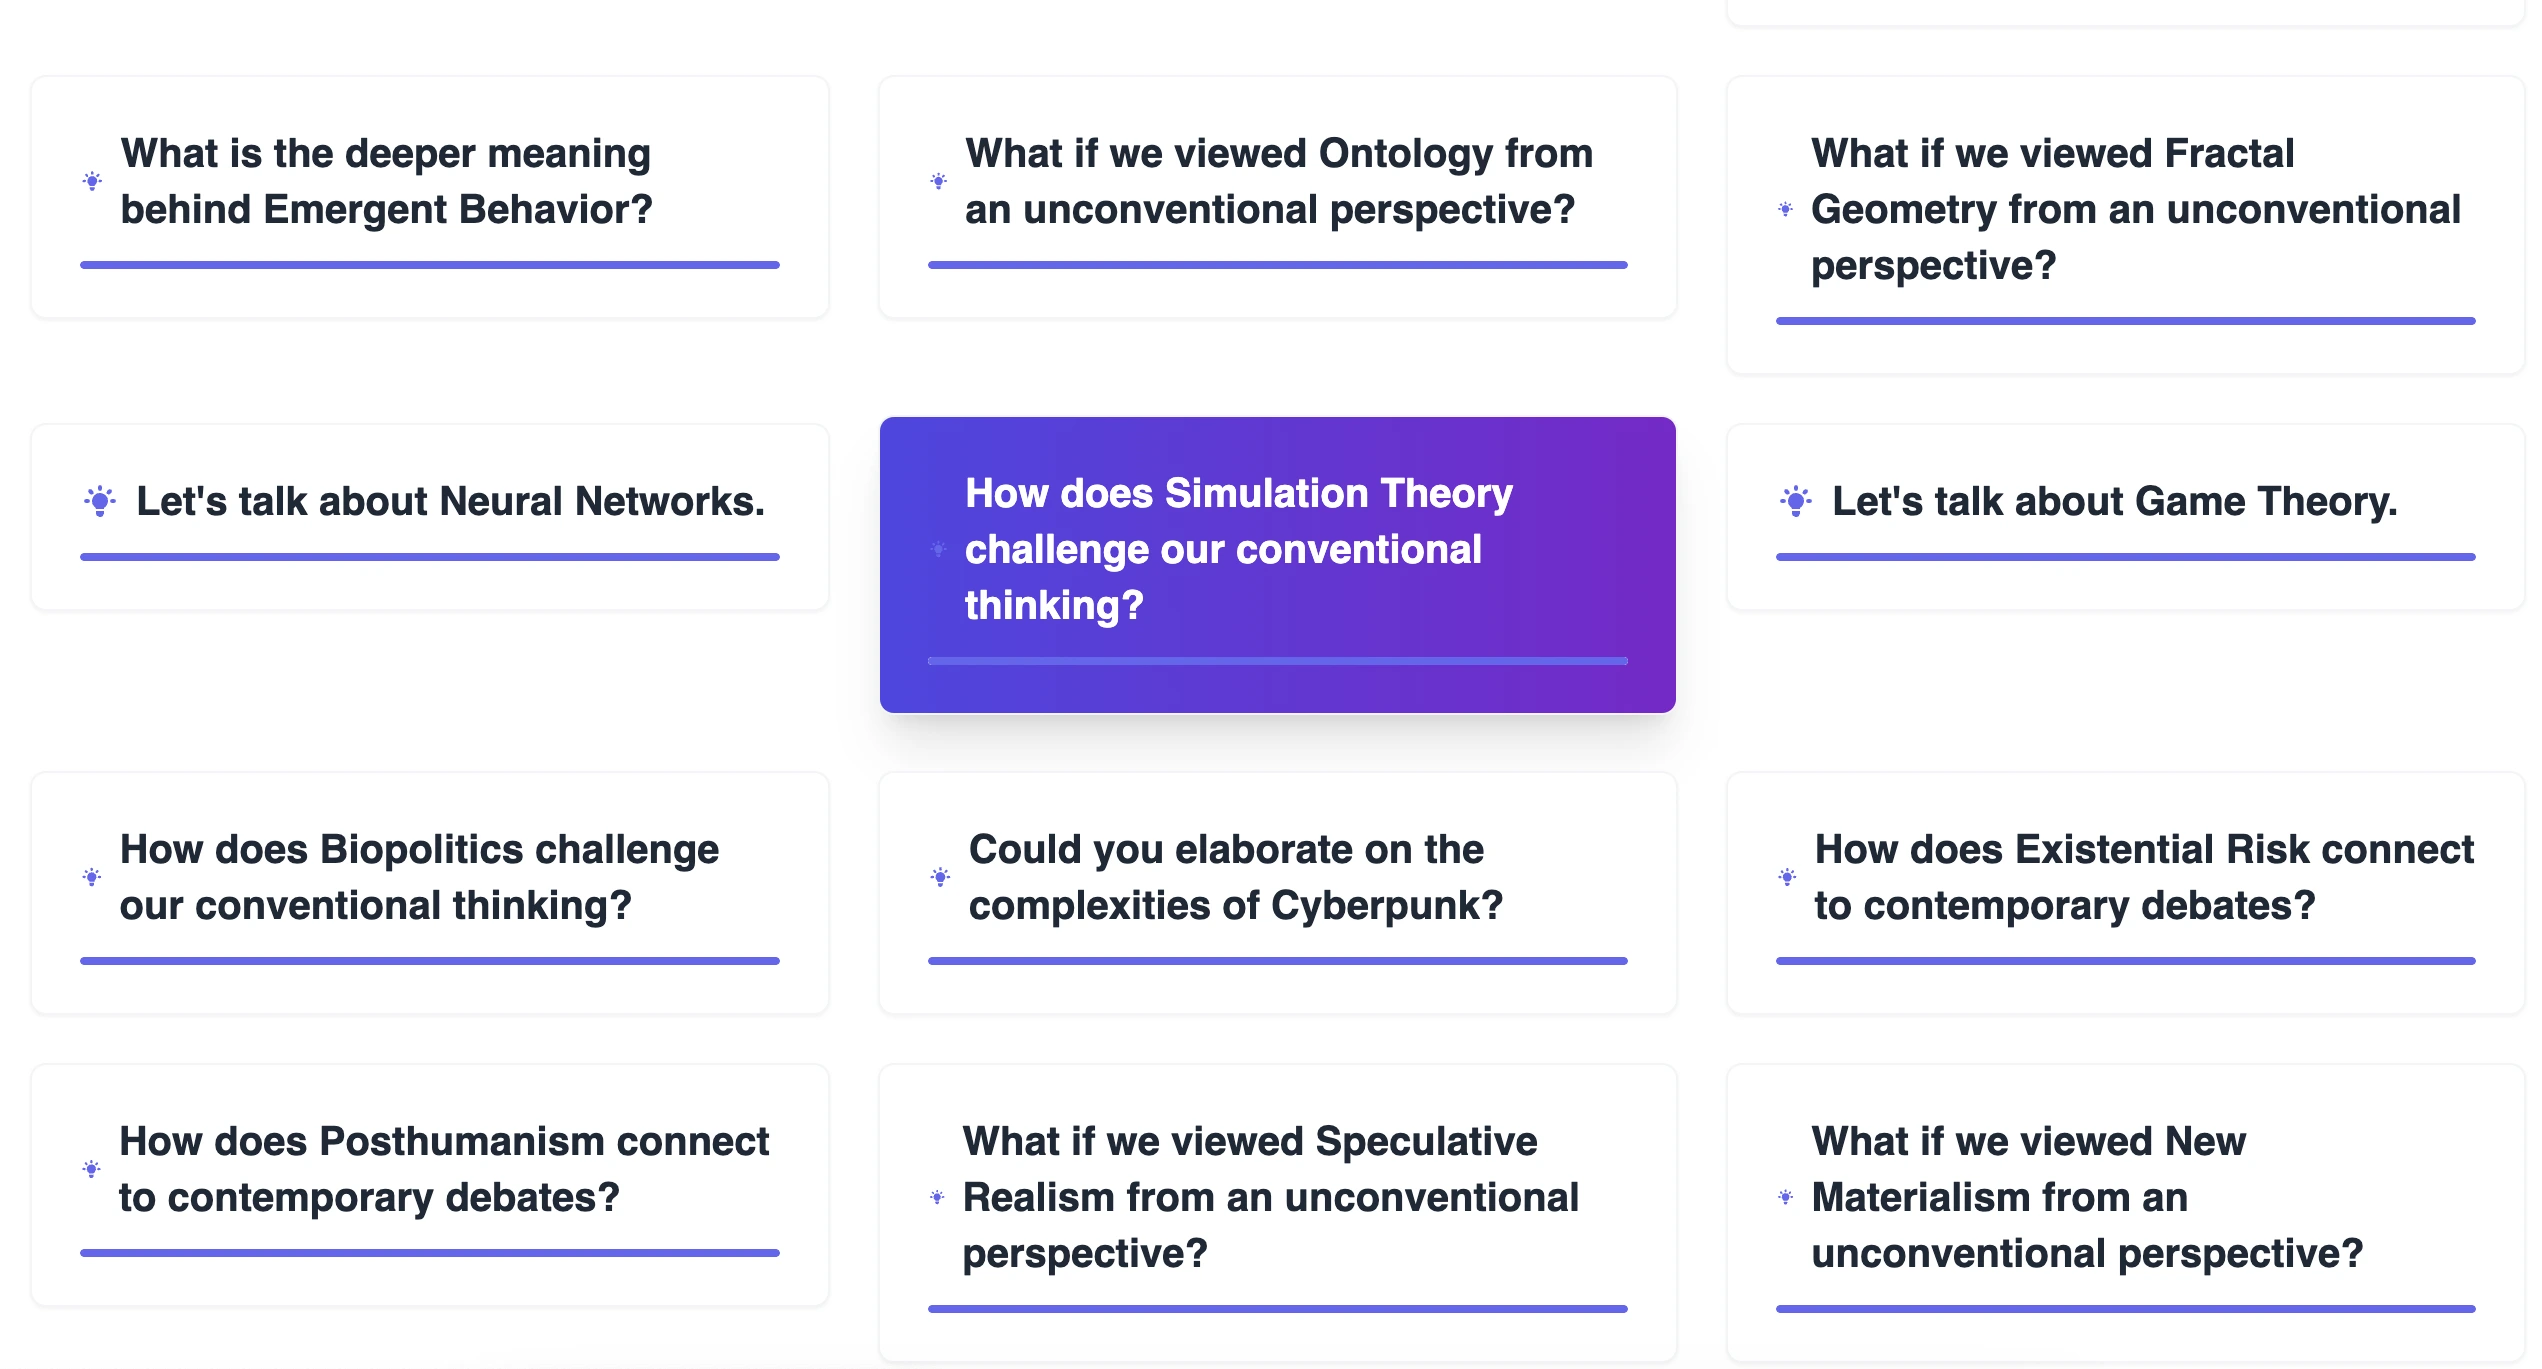 What is the deeper meaning
behind Emergent Behavior?
What if we viewed Ontology from
an unconventional perspective?
What if we viewed Fractal
Geometry from an unconventional
perspective?
Let's talk about Neural Networks.
How does Simulation Theory
challenge our conventional
thinking?
Let's talk about Game Theory.
How does Biopolitics challenge
our conventional thinking?
Could you elaborate on the
complexities of Cyberpunk?
How does Existential Risk connect
to contemporary debates?
How does Posthumanism connect
to contemporary debates?
What if we viewed Speculative
Realism from an unconventional
perspective?
What if we viewed New
Materialism from an
unconventional perspective?